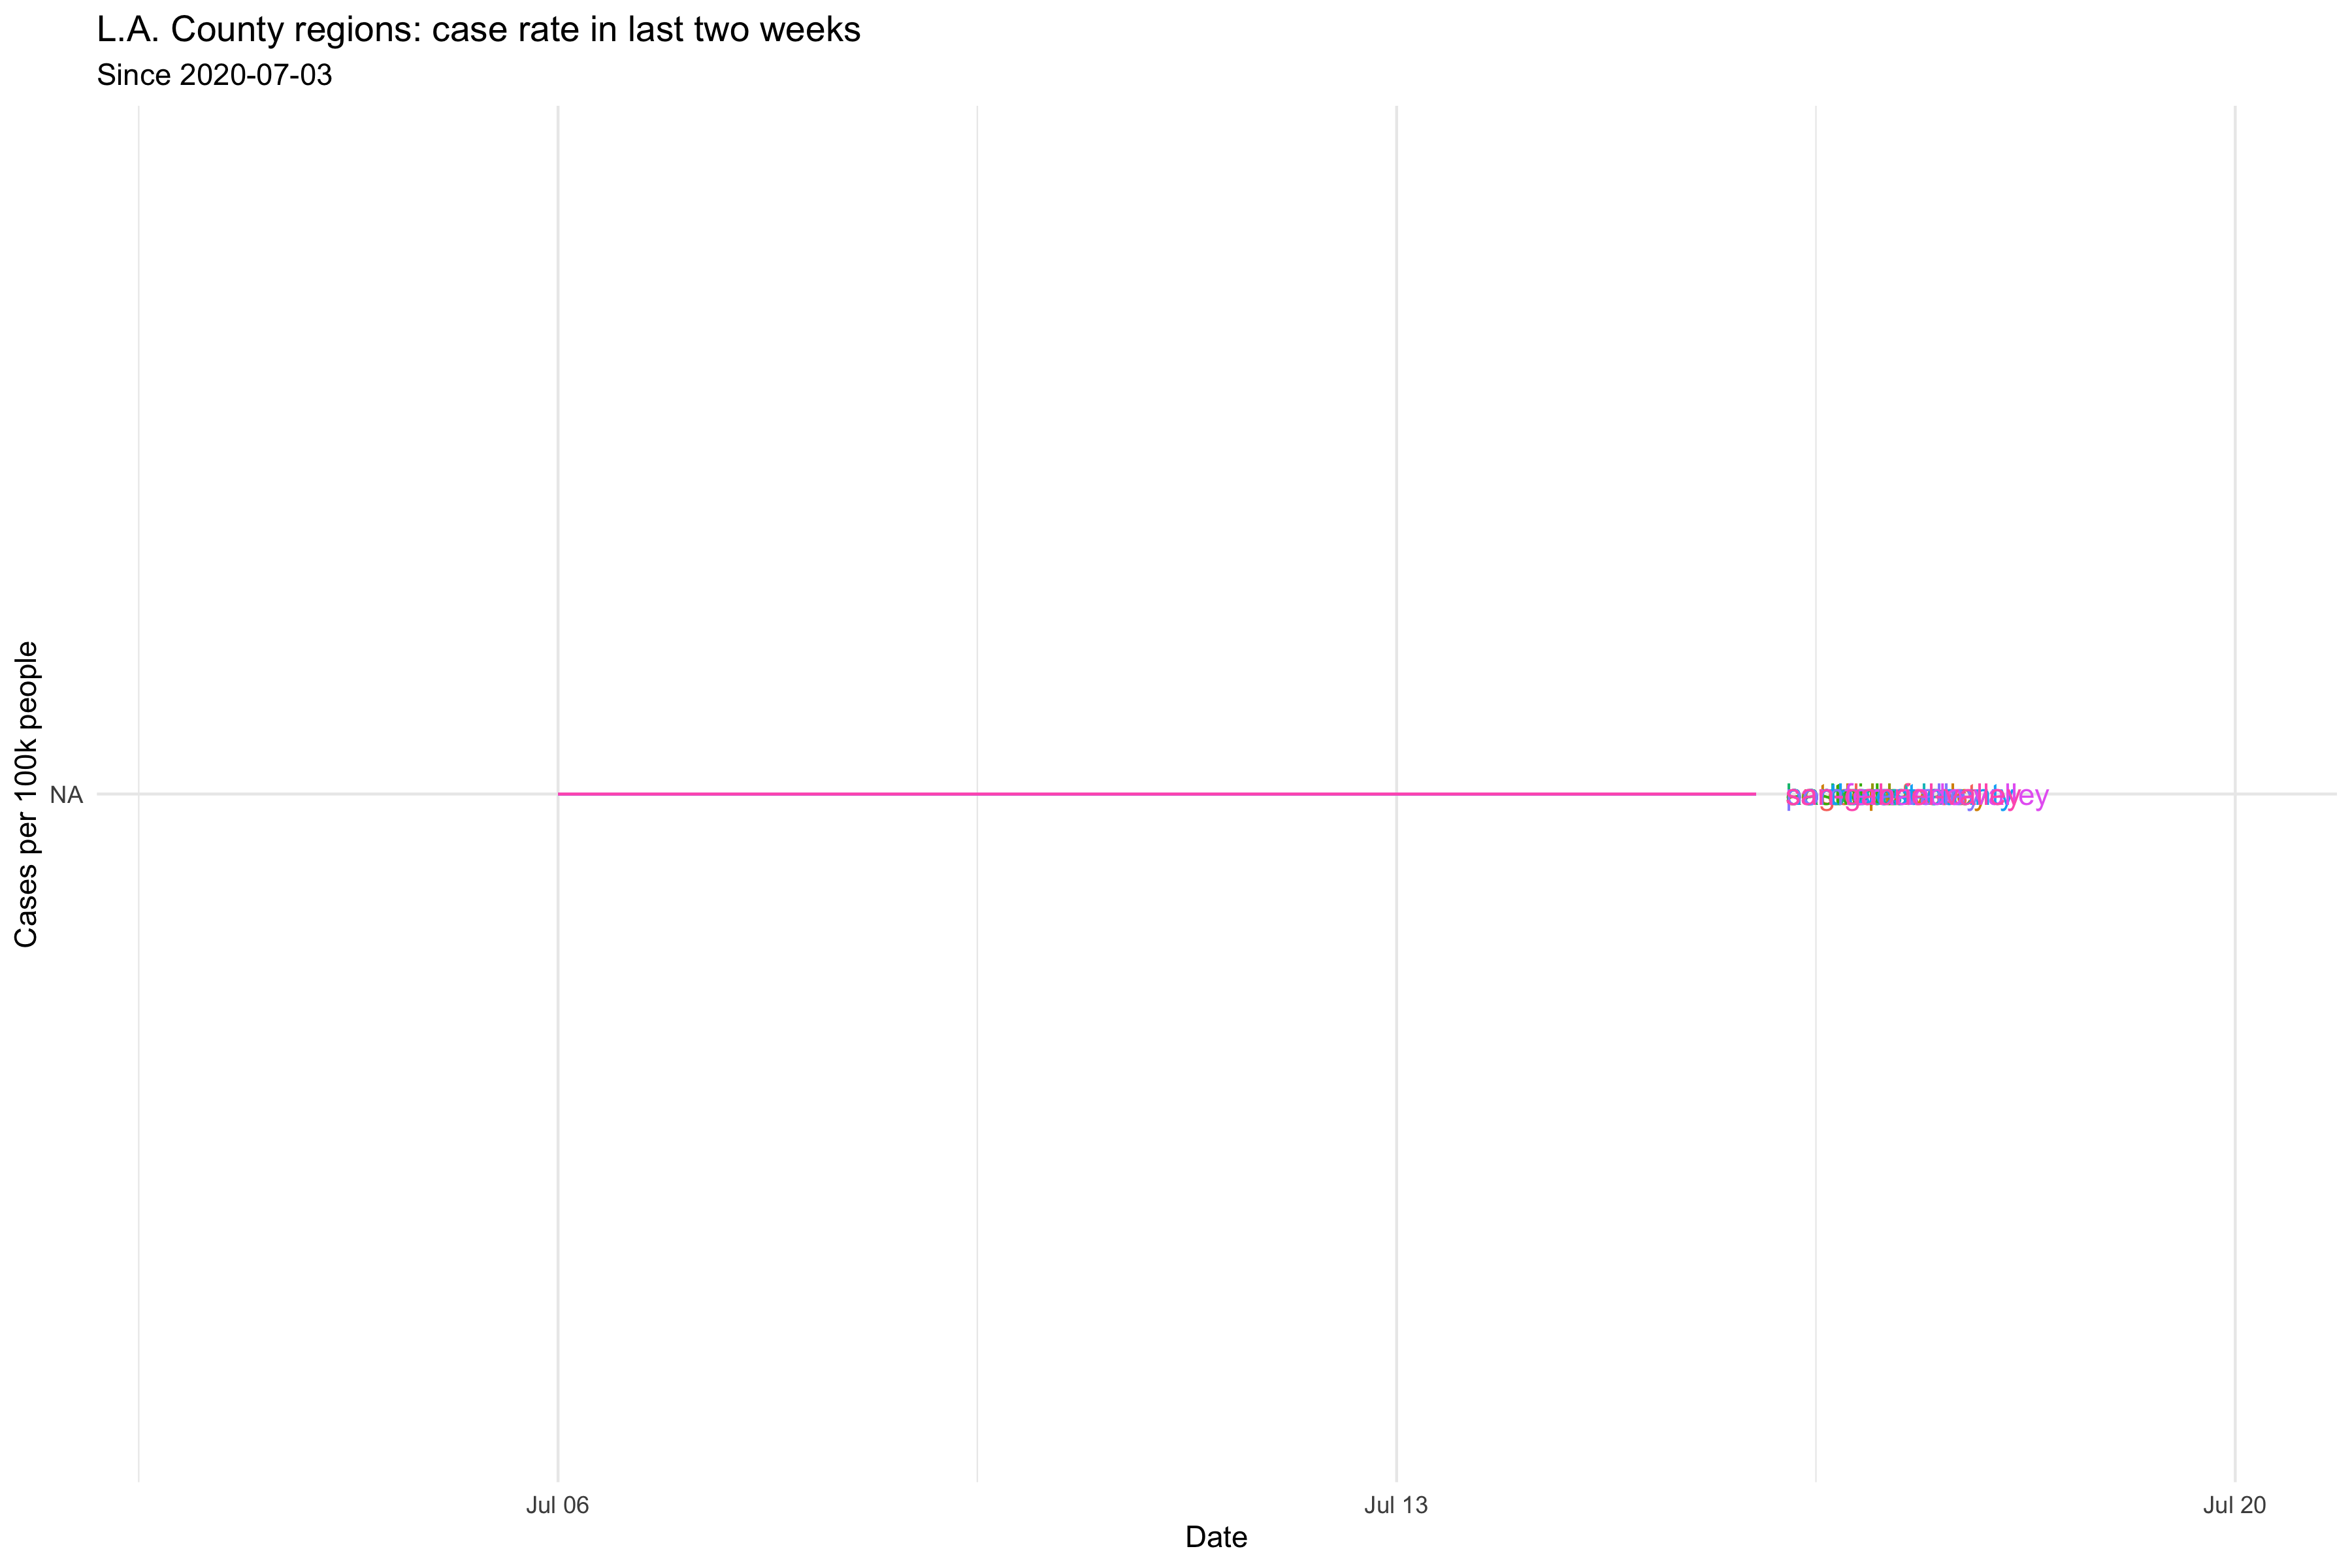 L.A. County regions: case rate in last two weeks
Since 2020-07-03
Cases per 100k people
NA
Jul 06
Jul 13
Jul 20
Date